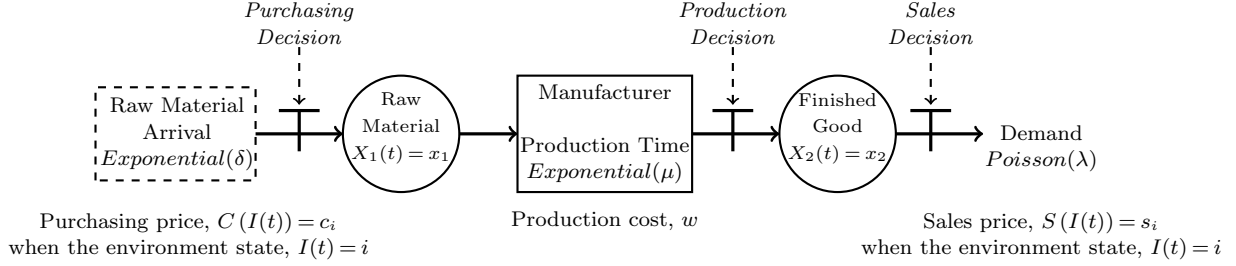 Purchasing
Decision
Production
Decision
Sales
Decision
Raw Material
Arrival
Exponential(δ)
Raw
Material
X₁(t) = x₁
Manufacturer
Production Time
Exponential(μ)
Finished
Good
X₂(t) = x₂
Demand
Poisson(λ)
Purchasing price, C (I(t)) = cᵢ
when the environment state, I(t) = i
Production cost, w
Sales price, S (I(t)) = sᵢ
when the environment state, I(t) = i